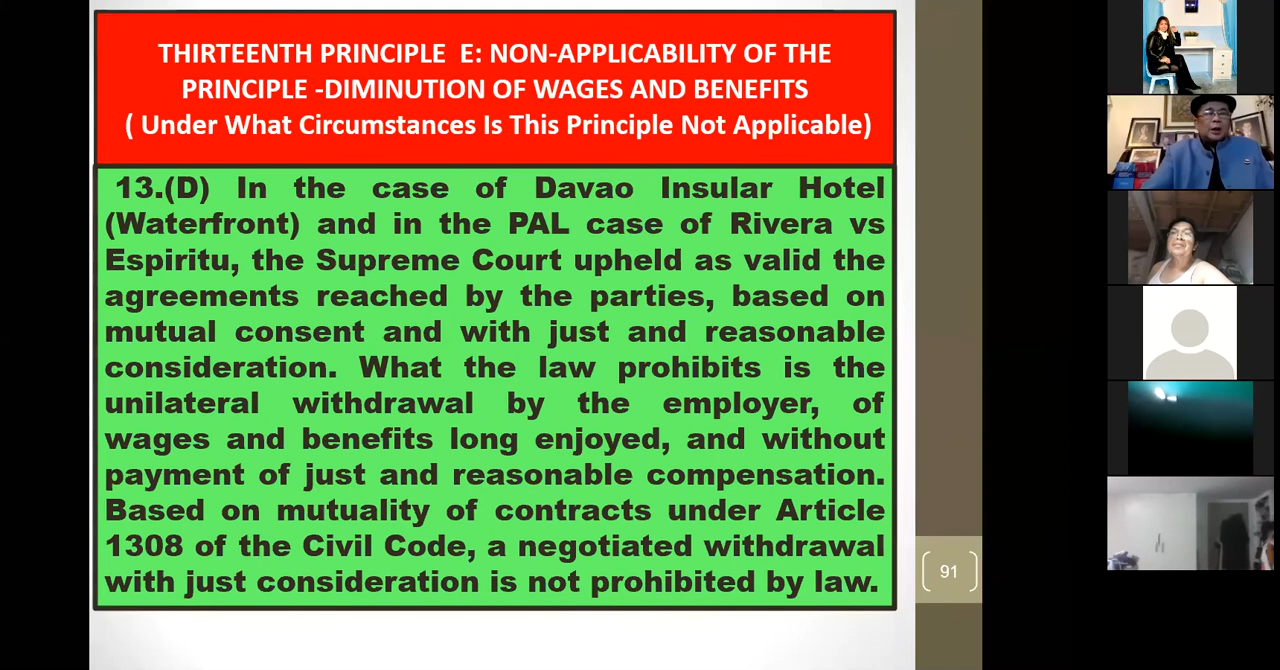 THIRTEENTH PRINCIPLE E: NON-APPLICABILITY OF THE
PRINCIPLE -DIMINUTION OF WAGES AND BENEFITS
( Under What Circumstances Is This Principle Not Applicable)
13.(D) In the case of Davao Insular Hotel
(Waterfront) and in the PAL case of Rivera vs
Espiritu, the Supreme Court upheld as valid the
agreements reached by the parties, based on
mutual consent and with just and reasonable
consideration. What the law prohibits is the
unilateral withdrawal by the employer, of
wages and benefits long enjoyed, and without
payment of just and reasonable compensation.
Based on mutuality of contracts under Article
1308 of the Civil Code, a negotiated withdrawal
with just consideration is not prohibited by law.
91